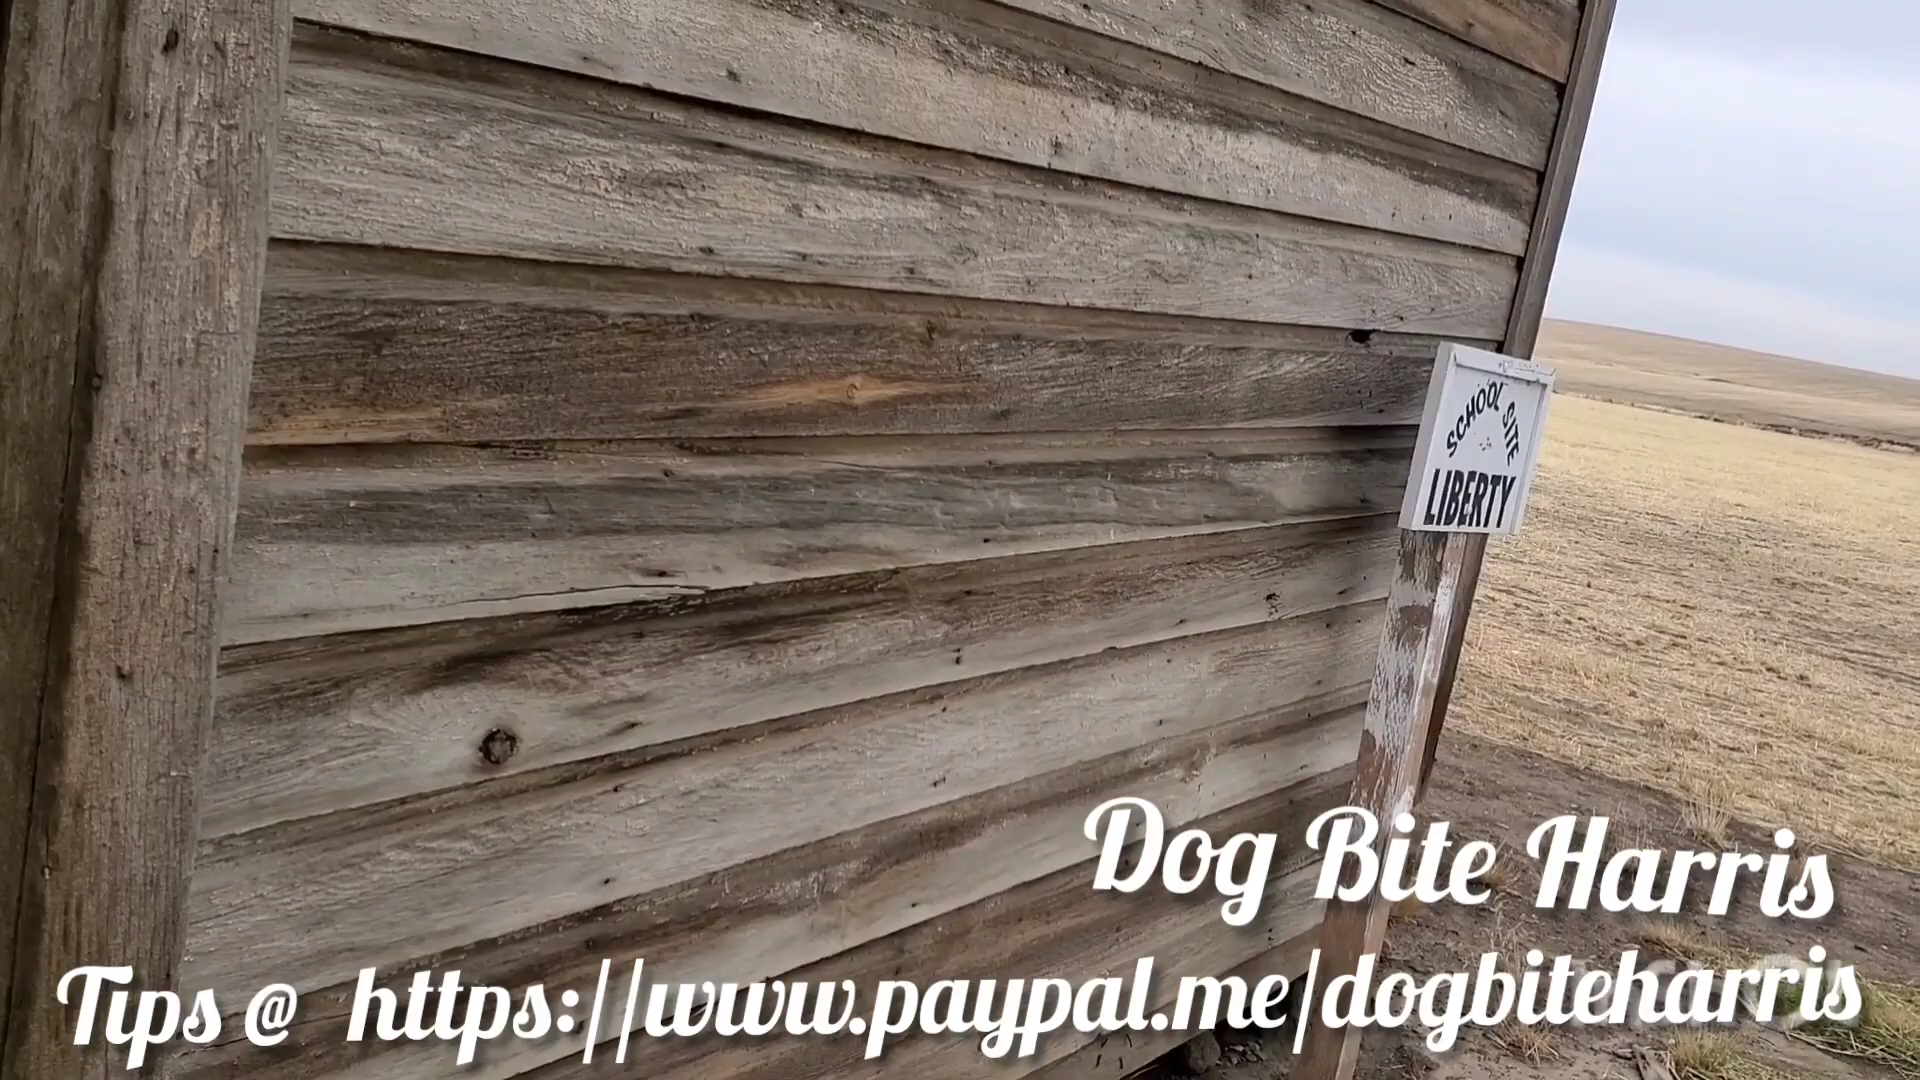 SCHOOL SITE
LIBERTY
Dog Bite Harris
Tips @ https://www.paypal.me/dogbiteharris